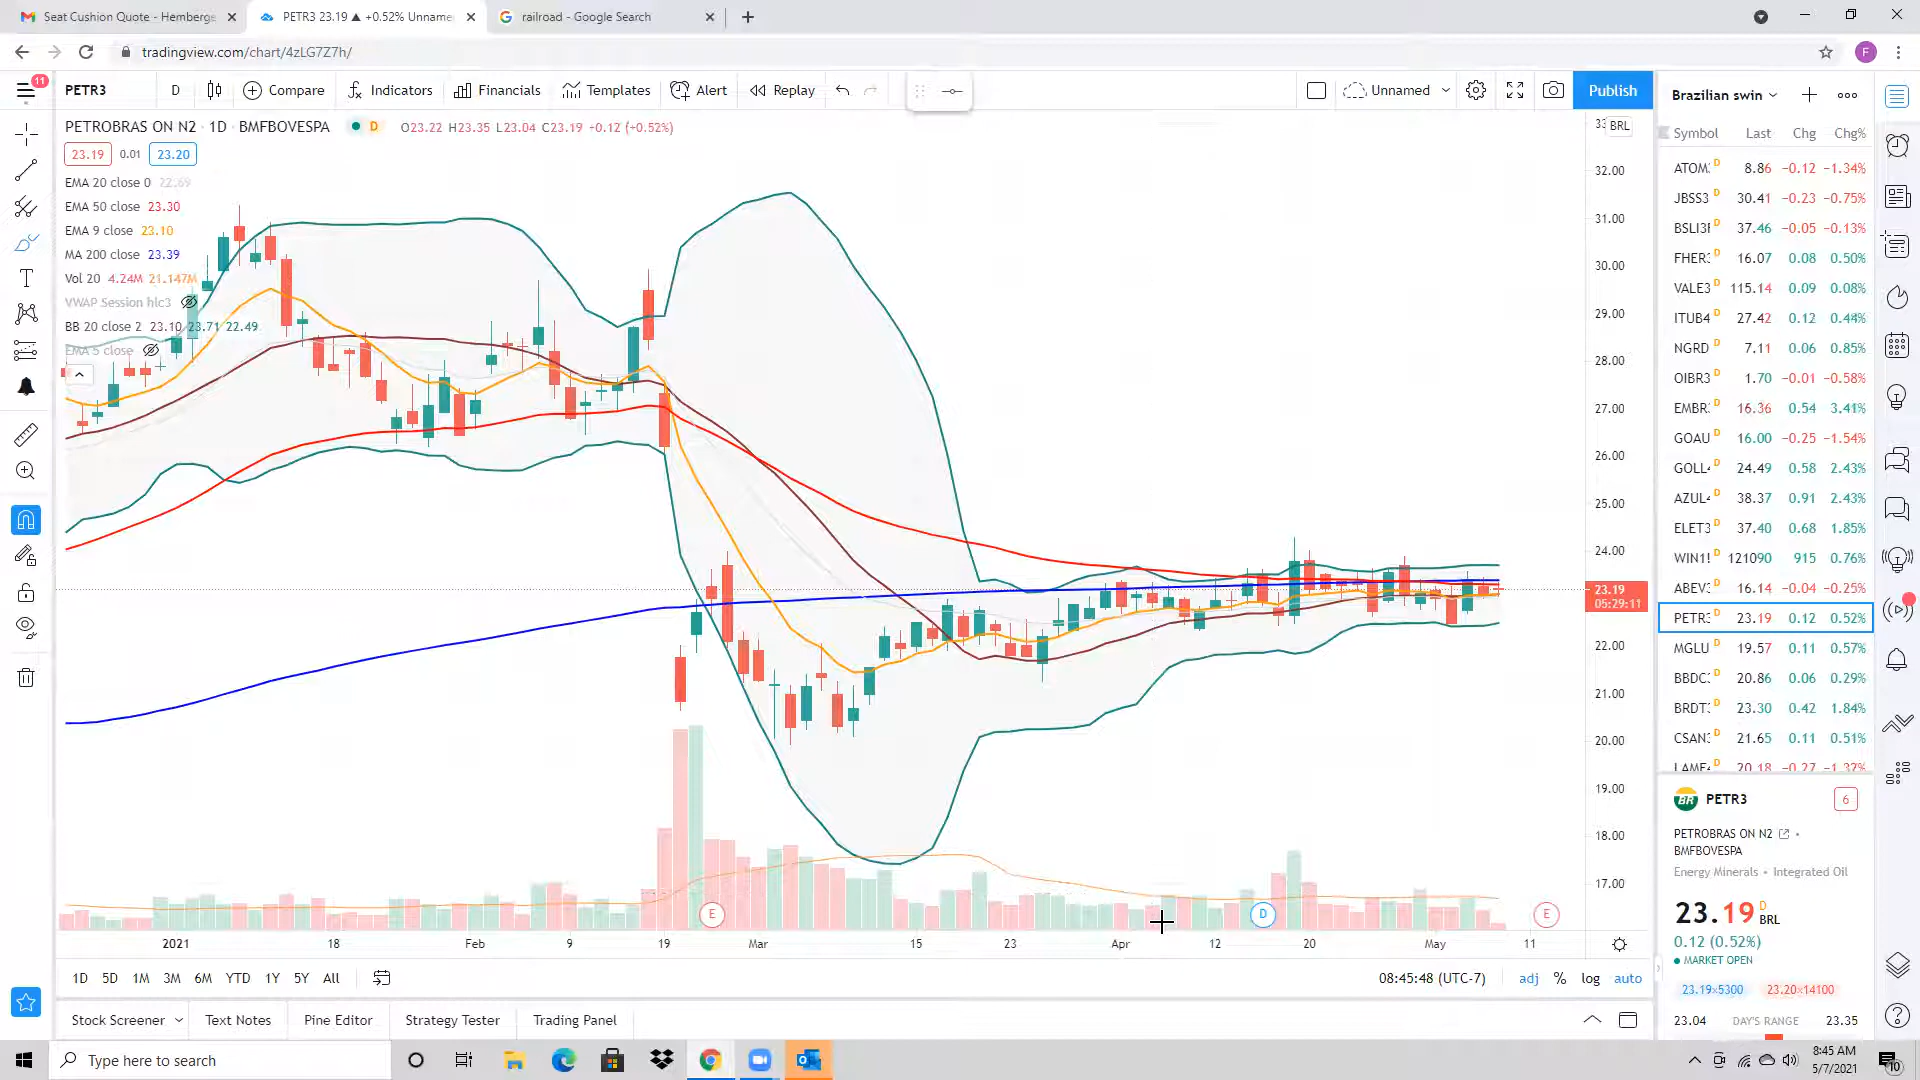 Seat Cushion Quote - Hemberge
PETR3 23.19 ▲ +0.52% Unname
railroad - Google Search
tradingview.com/chart/4zLG7Z7h/
F
11
PETR3
D
Compare
Indicators
Financials
Templates
Alert
Replay
Unnamed
Publish
PETROBRAS ON N2 · 1D · BMFBOVESPA
D
O23.22 H23.35 L23.04 C23.19 +0.12 (+0.52%)
23.19
0.01
23.20
EMA 20 close 0 22.69
EMA 50 close 23.30
EMA 9 close 23.10
MA 200 close 23.39
Vol 20 4.24M 21.147M
VWAP Session hlc3
BB 20 close 2 23.10 23.71 22.49
EMA 5 close
BRL
32.00
31.00
30.00
29.00
28.00
27.00
26.00
25.00
24.00
23.19
05:29:11
22.00
21.00
20.00
19.00
18.00
17.00
E
D
E
2021
18
Feb
9
19
Mar
15
23
Apr
12
20
May
11
1D 5D 1M 3M 6M YTD 1Y 5Y All
08:45:48 (UTC-7)
adj % log auto
Stock Screener
Text Notes
Pine Editor
Strategy Tester
Trading Panel
Brazilian swin
Symbol Last Chg Chg%
ATOM: D 8.86 −0.12 −1.34%
JBSS3 D 30.41 −0.23 −0.75%
BSLI3I D 37.46 −0.05 −0.13%
FHER: D 16.07 0.08 0.50%
VALE3 D 115.14 0.09 0.08%
ITUB4 D 27.42 0.12 0.44%
NGRD D 7.11 0.06 0.85%
OIBR3 D 1.70 −0.01 −0.58%
EMBR: D 16.36 0.54 3.41%
GOAU D 16.00 −0.25 −1.54%
GOLL D 24.49 0.58 2.43%
AZUL D 38.37 0.91 2.43%
ELET3 D 37.40 0.68 1.85%
WIN1! D 121090 915 0.76%
ABEV3 D 16.14 −0.04 −0.25%
PETR3 D 23.19 0.12 0.52%
MGLU D 19.57 0.11 0.57%
BBDC: D 20.86 0.06 0.29%
BRDT: D 23.30 0.42 1.84%
CSAN: D 21.65 0.11 0.51%
LAME D 20.18 −0.27 −1.32%
BR
PETR3
6
PETROBRAS ON N2 •
BMFBOVESPA
Energy Minerals • Integrated Oil
23.19 D BRL
0.12 (0.52%)
MARKET OPEN
23.19×5300
23.20×14100
23.04 DAY'S RANGE 23.35
Type here to search
8:45 AM
5/7/2021
10